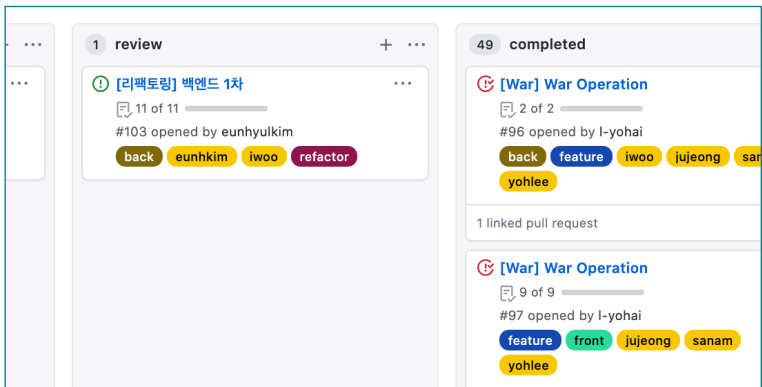 1 review
[리팩토링] 백엔드 1차
11 of 11
#103 opened by eunhyulkim
back eunhkim iwoo refactor
49 completed
[War] War Operation
2 of 2
#96 opened by l-yohai
back feature iwoo jujeong
yohlee
1 linked pull request
[War] War Operation
9 of 9
#97 opened by l-yohai
feature front jujeong sanam
yohlee